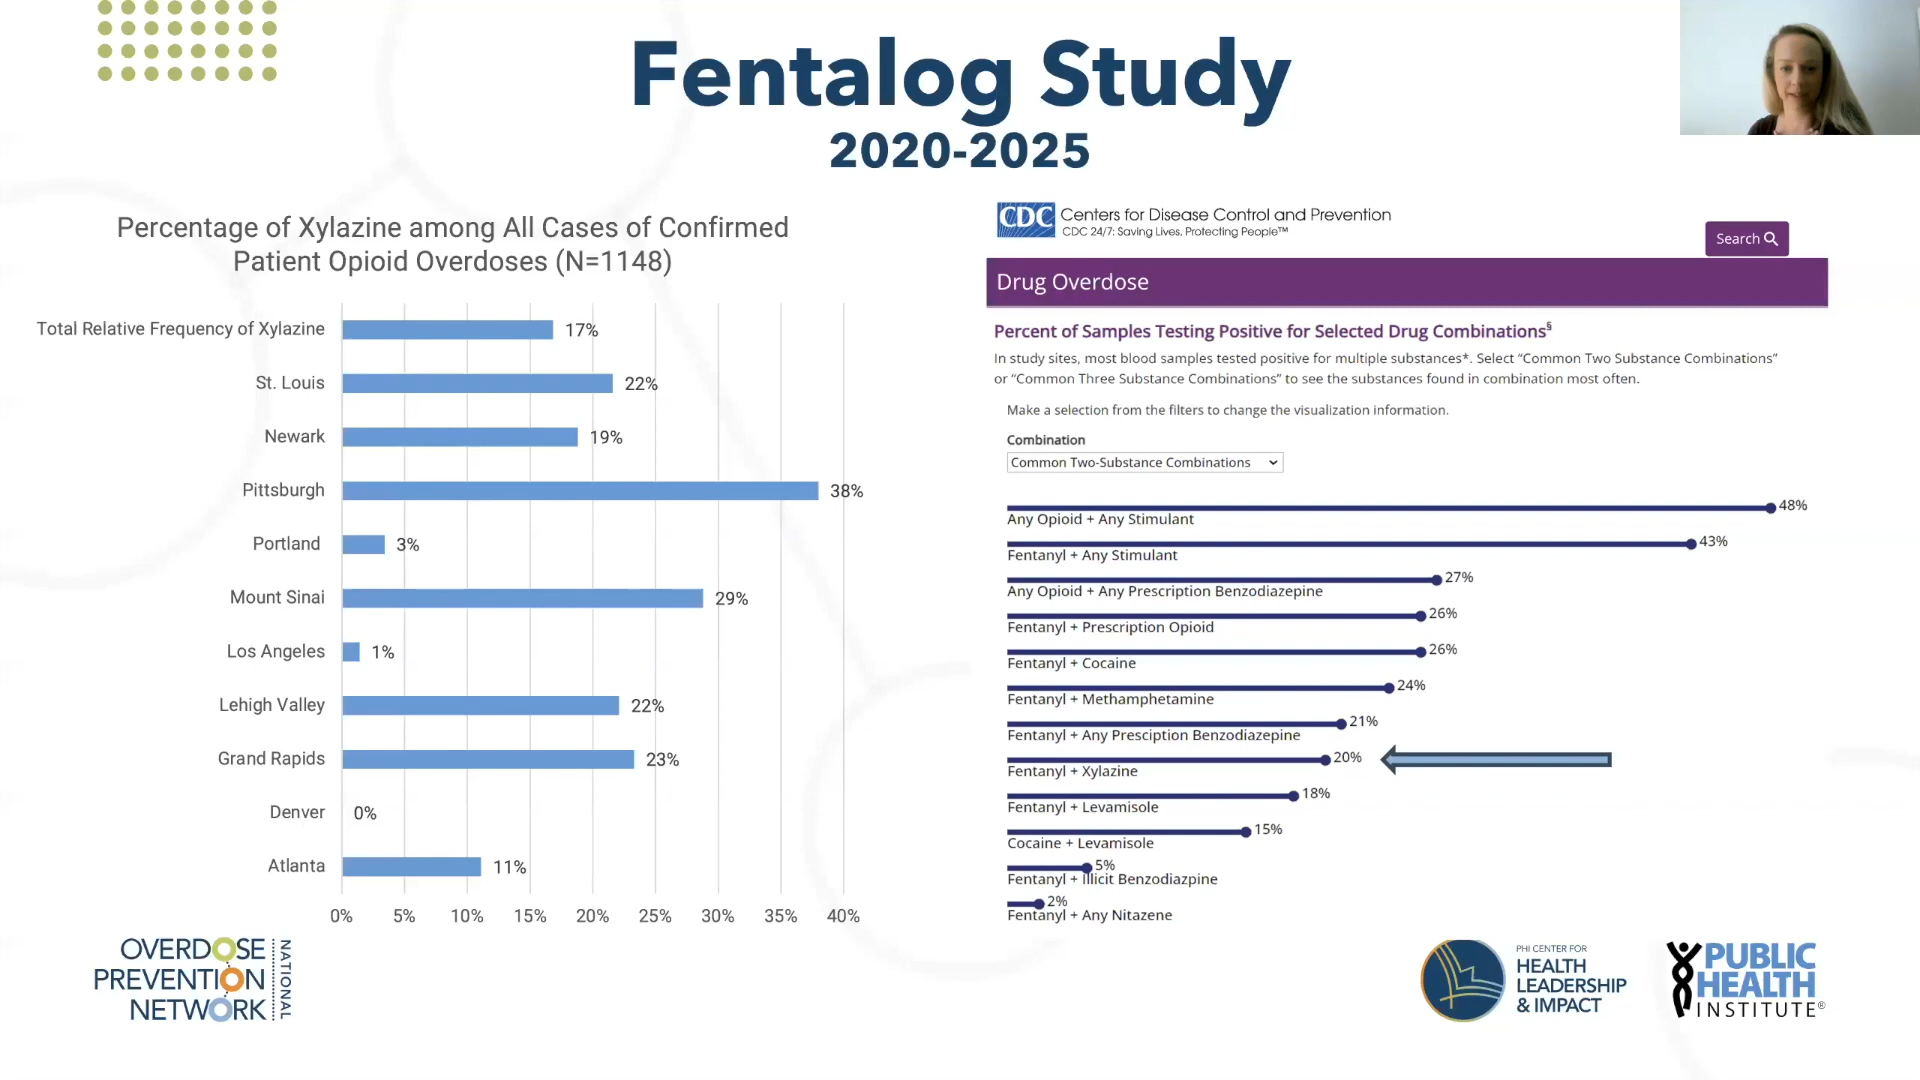 Fentalog Study
2020-2025
Percentage of Xylazine among All Cases of Confirmed
Patient Opioid Overdoses (N=1148)
Total Relative Frequency of Xylazine 17%
St. Louis 22%
Newark 19%
Pittsburgh 38%
Portland 3%
Mount Sinai 29%
Los Angeles 1%
Lehigh Valley 22%
Grand Rapids 23%
Denver 0%
Atlanta 11%
0% 5% 10% 15% 20% 25% 30% 35% 40%
CDC Centers for Disease Control and Prevention
CDC 24/7: Saving Lives, Protecting People™
Search
Drug Overdose
Percent of Samples Testing Positive for Selected Drug Combinations§
In study sites, most blood samples tested positive for multiple substances*. Select “Common Two Substance Combinations”
or “Common Three Substance Combinations” to see the substances found in combination most often.
Make a selection from the filters to change the visualization information.
Combination
Common Two-Substance Combinations
48%
Any Opioid + Any Stimulant
43%
Fentanyl + Any Stimulant
27%
Any Opioid + Any Prescription Benzodiazepine
26%
Fentanyl + Prescription Opioid
26%
Fentanyl + Cocaine
24%
Fentanyl + Methamphetamine
21%
Fentanyl + Any Presciption Benzodiazepine
20%
Fentanyl + Xylazine
18%
Fentanyl + Levamisole
15%
Cocaine + Levamisole
5%
Fentanyl + Illicit Benzodiazpine
2%
Fentanyl + Any Nitazene
OVERDOSE
PREVENTION
NETWORK
NATIONAL
PHI CENTER FOR
HEALTH
LEADERSHIP
& IMPACT
PUBLIC
HEALTH
INSTITUTE®